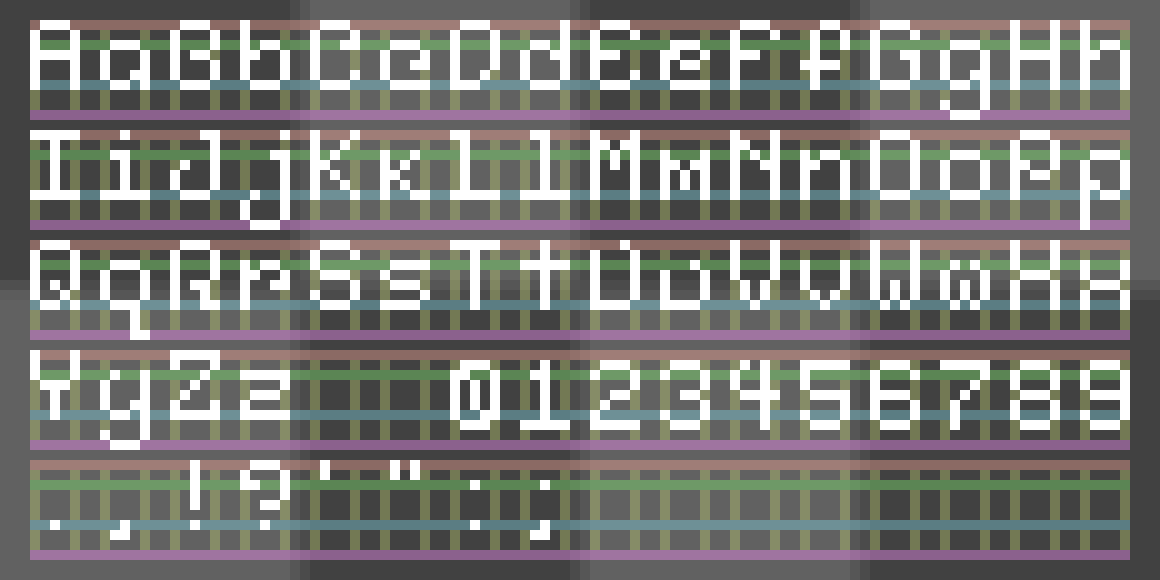 AaBbCcDdEeFfGgHh
IiJjKkLlMmNnOoPp
QqRrSsTtUuVvWwXx
YyZz 0123456789
.,!?'":;